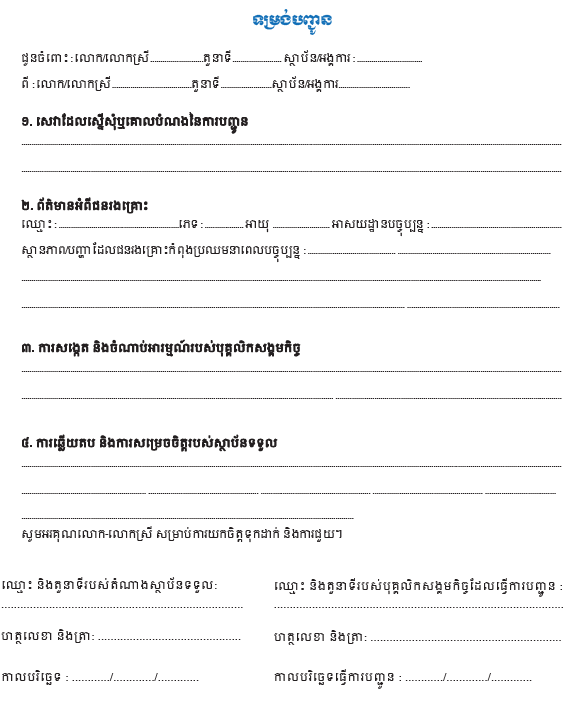 ទម្រង់បញ្ជូន
ជូនចំពោះ : លោក/លោកស្រី..............................តួនាទី............................ ស្ថាប័ន/អង្គការ : .....................................
ពី : លោក/លោកស្រី.............................................តួនាទី.............................ស្ថាប័ន/អង្គការ........................................
១. សេវាដែលស្នើសុំឬគោលបំណងនៃការបញ្ជូន
២. ព័ត៌មានអំពីជនរងគ្រោះ
ឈ្មោះ : .....................................................................ភេទ : ...................... អាយុ ................................ អាសយដ្ឋានបច្ចុប្បន្ន : ...........................................................
ស្ថានភាព/បញ្ហាដែលជនរងគ្រោះកំពុងប្រឈមនាពេលបច្ចុប្បន្ន : ..................................................
៣. ការសង្កេត និងចំណាប់អារម្មណ៍របស់បុគ្គលិកសង្គមកិច្ច
៤. ការឆ្លើយតប និងការសម្រេចចិត្តរបស់ស្ថាប័នទទួល
សូមអរគុណលោក-លោកស្រី សម្រាប់ការយកចិត្តទុកដាក់ និងការជួយ។
ឈ្មោះ និងតួនាទីរបស់តំណាងស្ថាប័នទទួល:
ឈ្មោះ និងតួនាទីរបស់បុគ្គលិកសង្គមកិច្ចដែលធ្វើការបញ្ជូន :
ហត្ថលេខា និងត្រា: .............................................
ហត្ថលេខា និងត្រា: .............................................................
កាលបរិច្ឆេទ : ............/............./.............
កាលបរិច្ឆេទធ្វើការបញ្ជូន : ............/............./.............